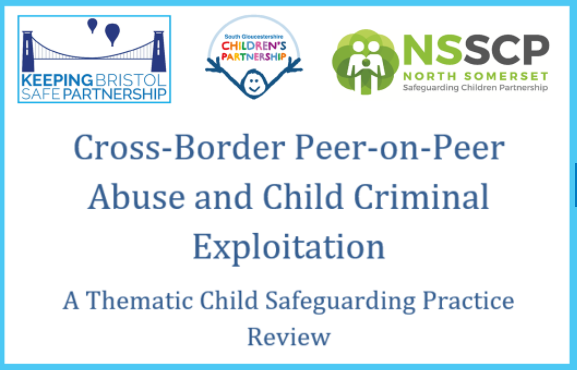 KEEPING BRISTOL
SAFE PARTNERSHIP
South Gloucestershire
CHILDREN'S
PARTNERSHIP
NSSCP
NORTH SOMERSET
Safeguarding Children Partnership
Cross-Border Peer-on-Peer
Abuse and Child Criminal
Exploitation
A Thematic Child Safeguarding Practice
Review